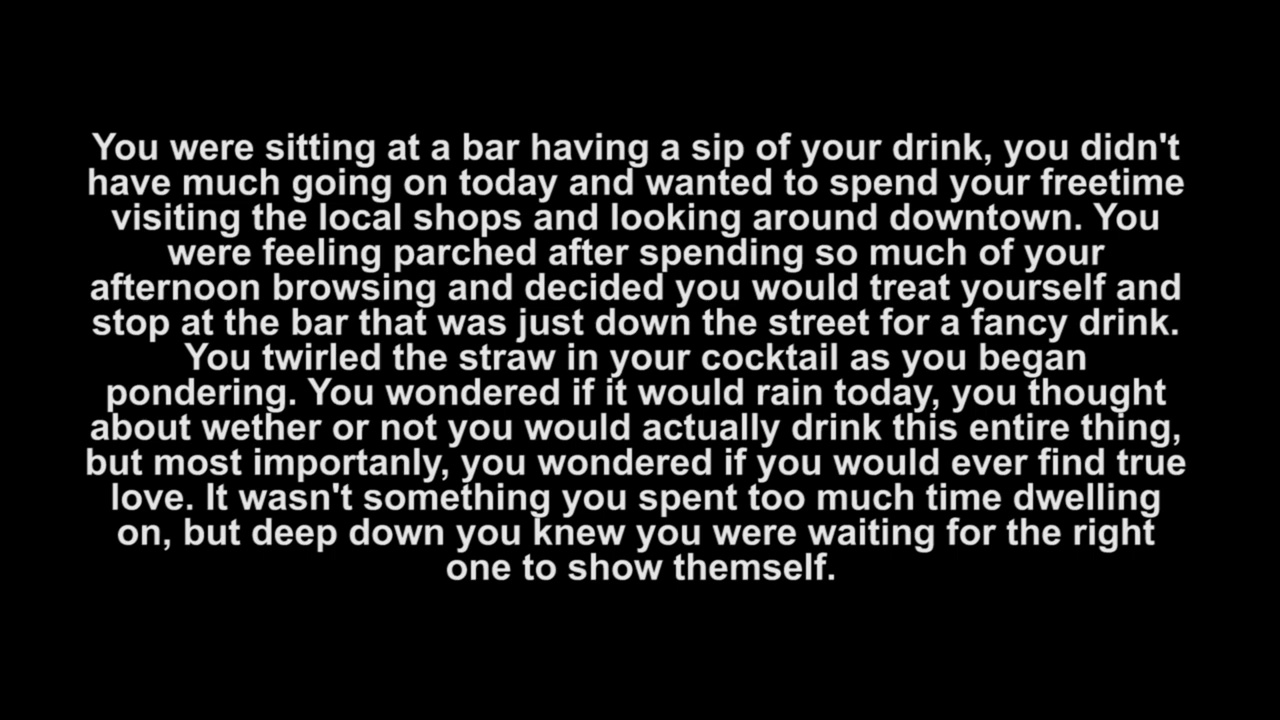 You were sitting at a bar having a sip of your drink, you didn't
have much going on today and wanted to spend your freetime
visiting the local shops and looking around downtown. You
were feeling parched after spending so much of your
afternoon browsing and decided you would treat yourself and
stop at the bar that was just down the street for a fancy drink.
You twirled the straw in your cocktail as you began
pondering. You wondered if it would rain today, you thought
about wether or not you would actually drink this entire thing,
but most importanly, you wondered if you would ever find true
love. It wasn't something you spent too much time dwelling
on, but deep down you knew you were waiting for the right
one to show themself.